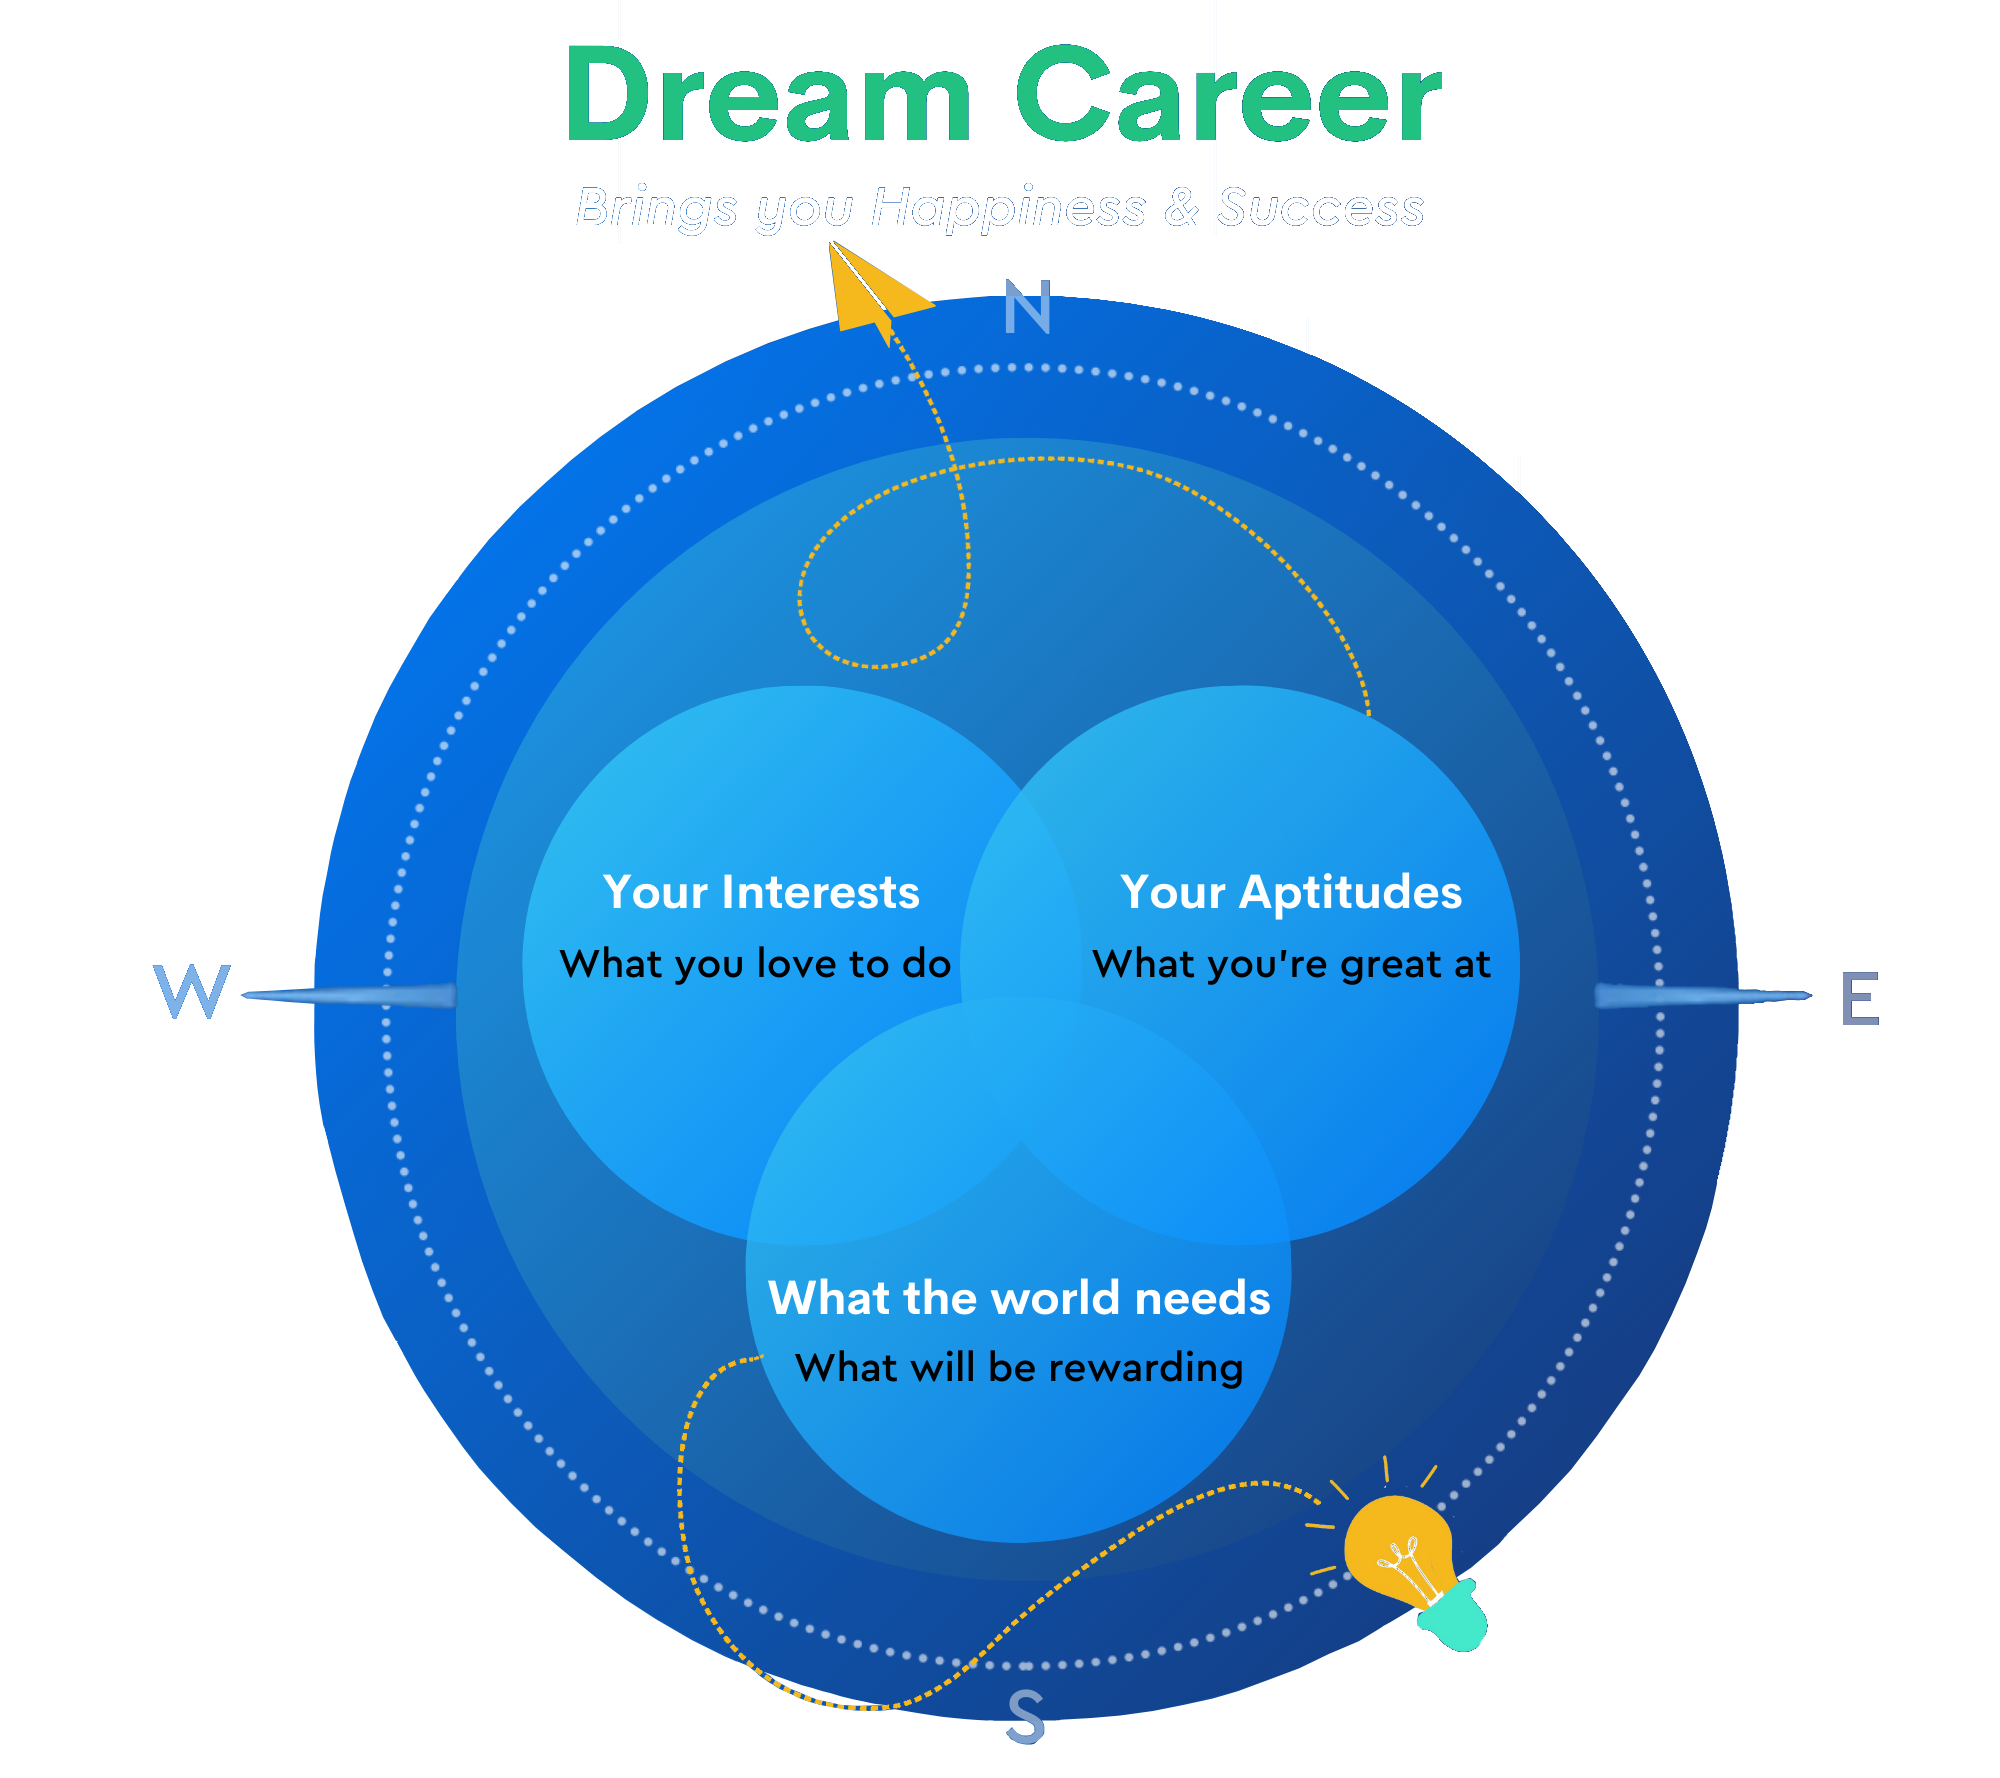 Dream Career
Brings you Happiness & Success
N
Your Interests
Your Aptitudes
What you love to do
What you're great at
W
E
What the world needs
What will be rewarding
S